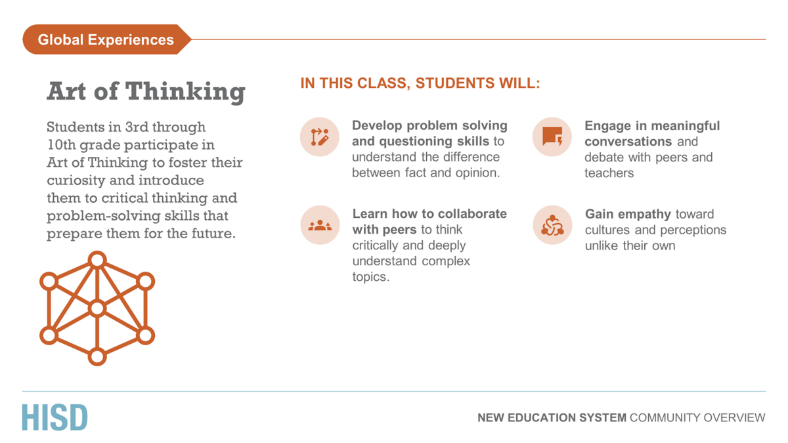 Global Experiences
Art of Thinking
Students in 3rd through
10th grade participate in
Art of Thinking to foster their
curiosity and introduce
them to critical thinking and
problem-solving skills that
prepare them for the future.
IN THIS CLASS, STUDENTS WILL:
Develop problem solving
and questioning skills to
understand the difference
between fact and opinion.
Engage in meaningful
conversations and
debate with peers and
teachers
Learn how to collaborate
with peers to think
critically and deeply
understand complex
topics.
Gain empathy toward
cultures and perceptions
unlike their own
HISD
NEW EDUCATION SYSTEM COMMUNITY OVERVIEW